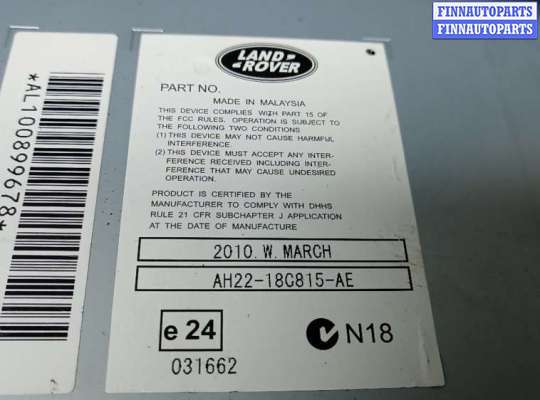 FINNAUTOPARTS
FINNAUTOPARTS
LAND
ROVER
PART NO.
MADE IN MALAYSIA
THIS DEVICE COMPLIES WITH PART 15 OF
THE FCC RULES. OPERATION IS SUBJECT TO
THE FOLLOWING TWO CONDITIONS
(1) THIS DEVICE MAY NOT CAUSE HARMFUL
INTERFERENCE.
(2) THIS DEVICE MUST ACCEPT ANY INTER-
FERENCE RECEIVED INCLUDING INTER-
FERENCE THAT MAY CAUSE UNDESIRED
OPERATION.
PRODUCT IS CERTIFIED BY THE
MANUFACTURER TO COMPLY WITH DHHS
RULE 21 CFR SUBCHAPTER J APPLICATION
AT THE DATE OF MANUFACTURE
2010. W. MARCH
AH22-18C815-AE
e 24
031662
N18
*AL1008999678*